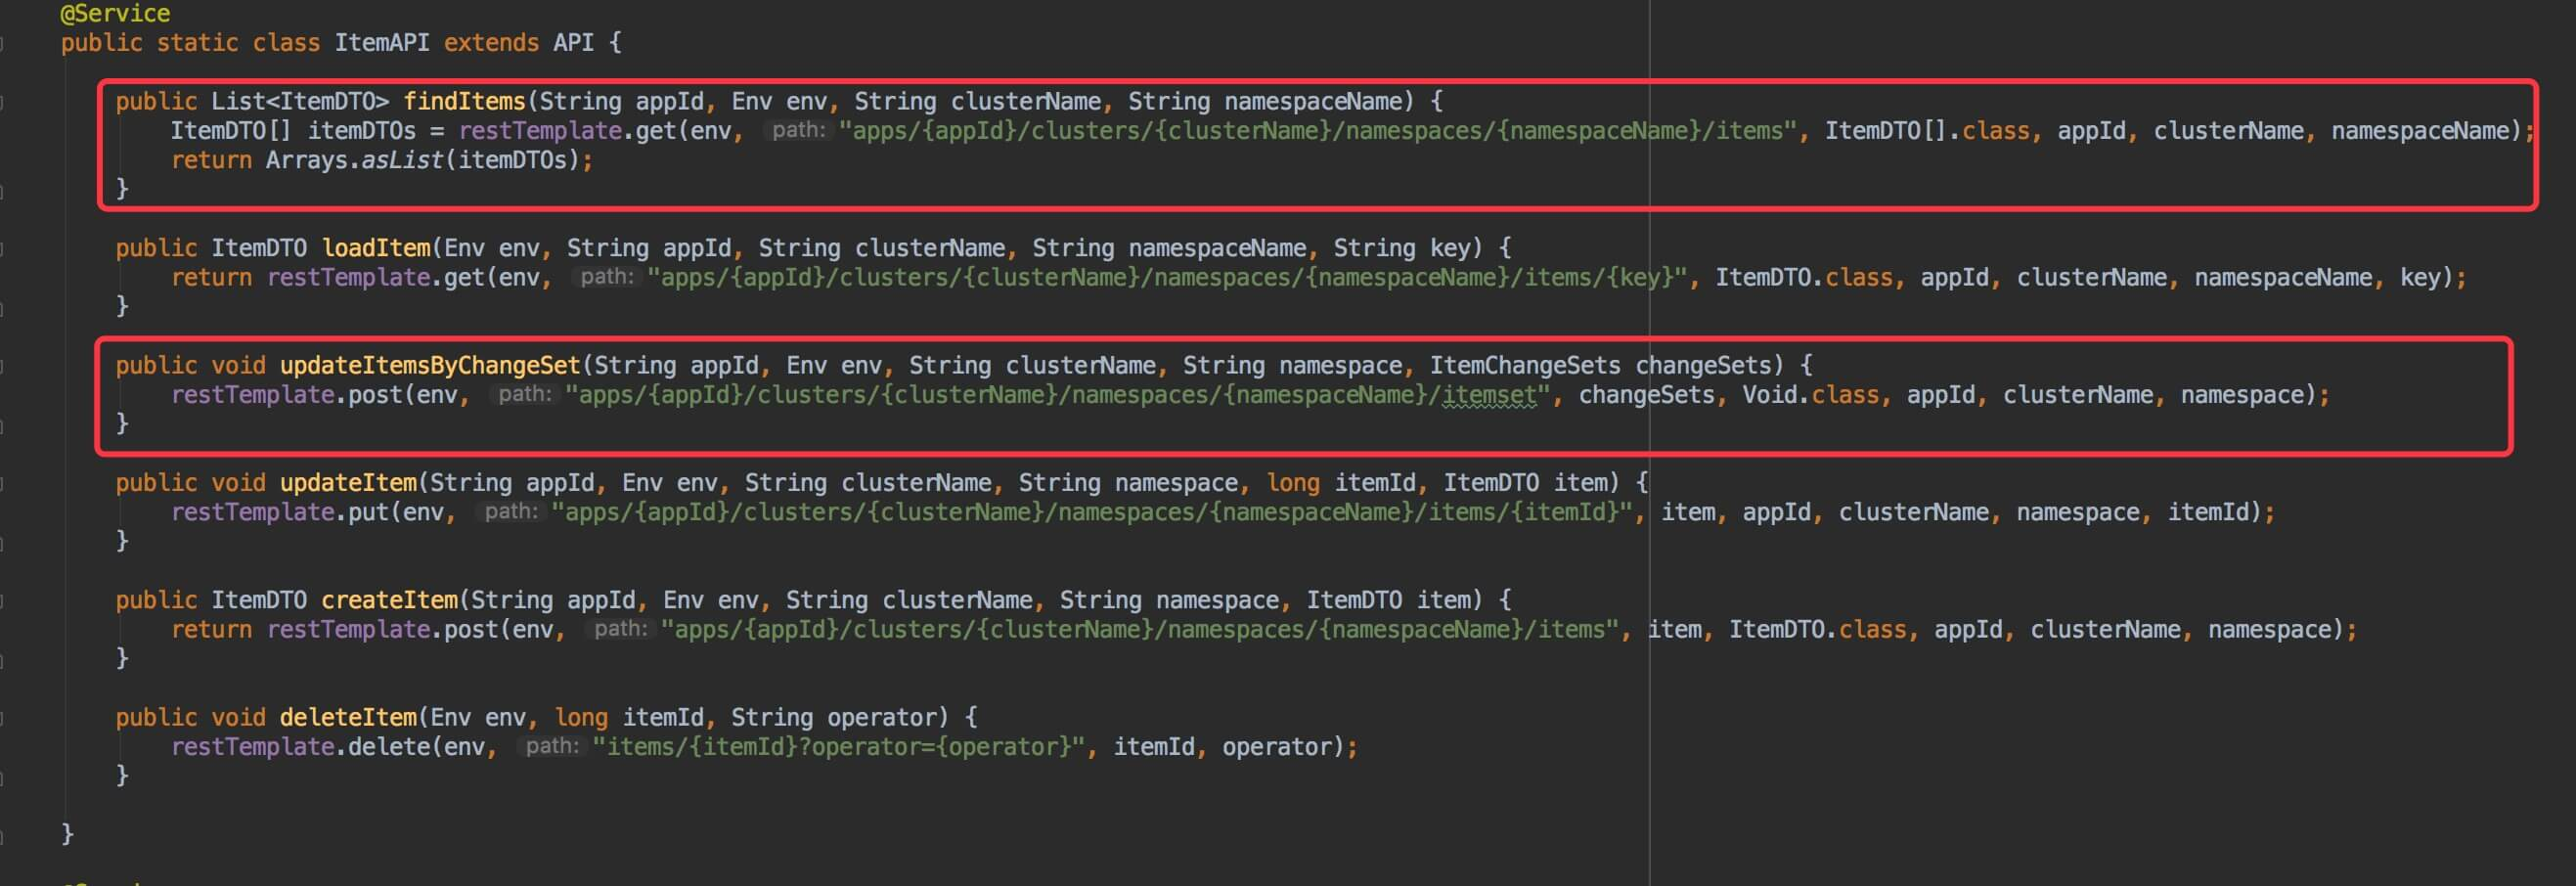 @Service
public static class ItemAPI extends API {
public List<ItemDTO> findItems(String appId, Env env, String clusterName, String namespaceName) {
ItemDTO[] itemDTOs = restTemplate.get(env, path: "apps/{appId}/clusters/{clusterName}/namespaces/{namespaceName}/items", ItemDTO[].class, appId, clusterName, namespaceName);
return Arrays.asList(itemDTOs);
}
public ItemDTO loadItem(Env env, String appId, String clusterName, String namespaceName, String key) {
return restTemplate.get(env, path: "apps/{appId}/clusters/{clusterName}/namespaces/{namespaceName}/items/{key}", ItemDTO.class, appId, clusterName, namespaceName, key);
}
public void updateItemsByChangeSet(String appId, Env env, String clusterName, String namespace, ItemChangeSets changeSets) {
restTemplate.post(env, path: "apps/{appId}/clusters/{clusterName}/namespaces/{namespaceName}/itemset", changeSets, Void.class, appId, clusterName, namespace);
}
public void updateItem(String appId, Env env, String clusterName, String namespace, long itemId, ItemDTO item) {
restTemplate.put(env, path: "apps/{appId}/clusters/{clusterName}/namespaces/{namespaceName}/items/{itemId}", item, appId, clusterName, namespace, itemId);
}
public ItemDTO createItem(String appId, Env env, String clusterName, String namespace, ItemDTO item) {
return restTemplate.post(env, path: "apps/{appId}/clusters/{clusterName}/namespaces/{namespaceName}/items", item, ItemDTO.class, appId, clusterName, namespace);
}
public void deleteItem(Env env, long itemId, String operator) {
restTemplate.delete(env, path: "items/{itemId}?operator={operator}", itemId, operator);
}
}